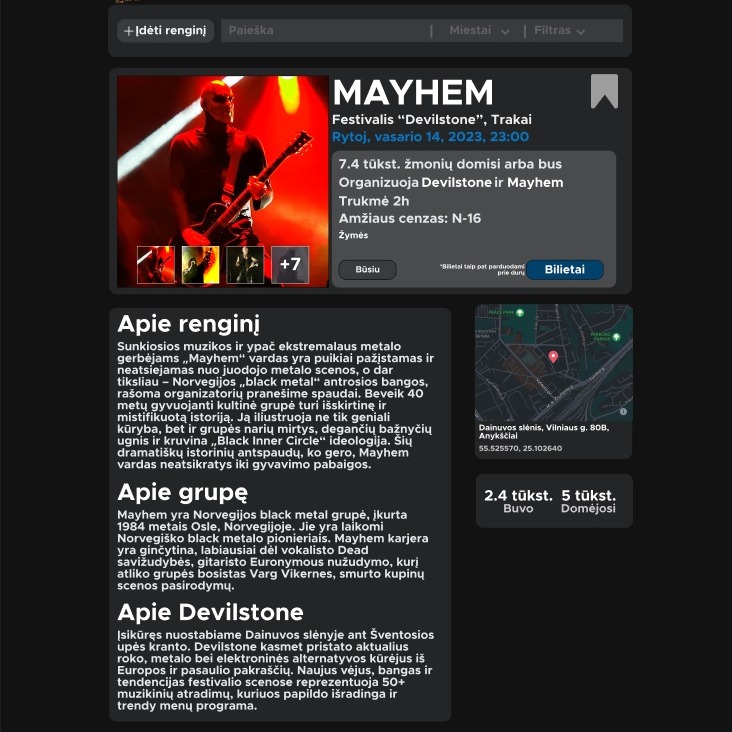 +Įdėti renginį Paieška | Miestai | Filtras
MAYHEM
Festivalis “Devilstone”, Trakai
Rytoj, vasario 14, 2023, 23:00
7.4 tūkst. žmonių domisi arba bus
Organizuoja Devilstone ir Mayhem
Trukmė 2h
Amžiaus cenzas: N-16
Žymės
+7
Būsiu
*Bilietai taip pat parduodami
prie durų
Bilietai
Apie renginį
Sunkiosios muzikos ir ypač ekstremalaus metalo
gerbėjams „Mayhem“ vardas yra puikiai pažįstamas ir
neatsiejamas nuo juodojo metalo scenos, o dar
tiksliau – Norvegijos „black metal“ antrosios bangos,
rašoma organizatorių pranešime spaudai. Beveik 40
metų gyvuojanti kultinė grupė turi išskirtinę ir
mistifikuotą istoriją. Ją iliustruoja ne tik geniali
kūryba, bet ir grupės narių mirtys, degančių bažnyčių
ugnis ir kruvina „Black Inner Circle“ ideologija. Šių
dramatiškų istorinių antspaudų, ko gero, Mayhem
vardas neatsikratys iki gyvavimo pabaigos.
Apie grupę
Mayhem yra Norvegijos black metal grupė, įkurta
1984 metais Osle, Norvegijoje. Jie yra laikomi
Norvegiško black metalo pionieriais. Mayhem karjera
yra ginčytina, labiausiai dėl vokalisto Dead
savižudybės, gitaristo Euronymous nužudymo, kurį
atliko grupės bosistas Varg Vikernes, smurto kupinų
scenos pasirodymų.
Apie Devilstone
Įsikūręs nuostabiame Dainuvos slėnyje ant Šventosios
upės kranto. Devilstone kasmet pristato aktualius
roko, metalo bei elektroninės alternatyvos kūrėjus iš
Europos ir pasaulio pakraščių. Naujus vėjus, bangas ir
tendencijas festivalio scenose reprezentuoja 50+
muzikinių atradimų, kuriuos papildo išradinga ir
trendy menų programa.
Dainuvos slėnis, Vilniaus g. 80B,
Anykščiai
55.525570, 25.102640
2.4 tūkst. 5 tūkst.
Buvo Domėjosi